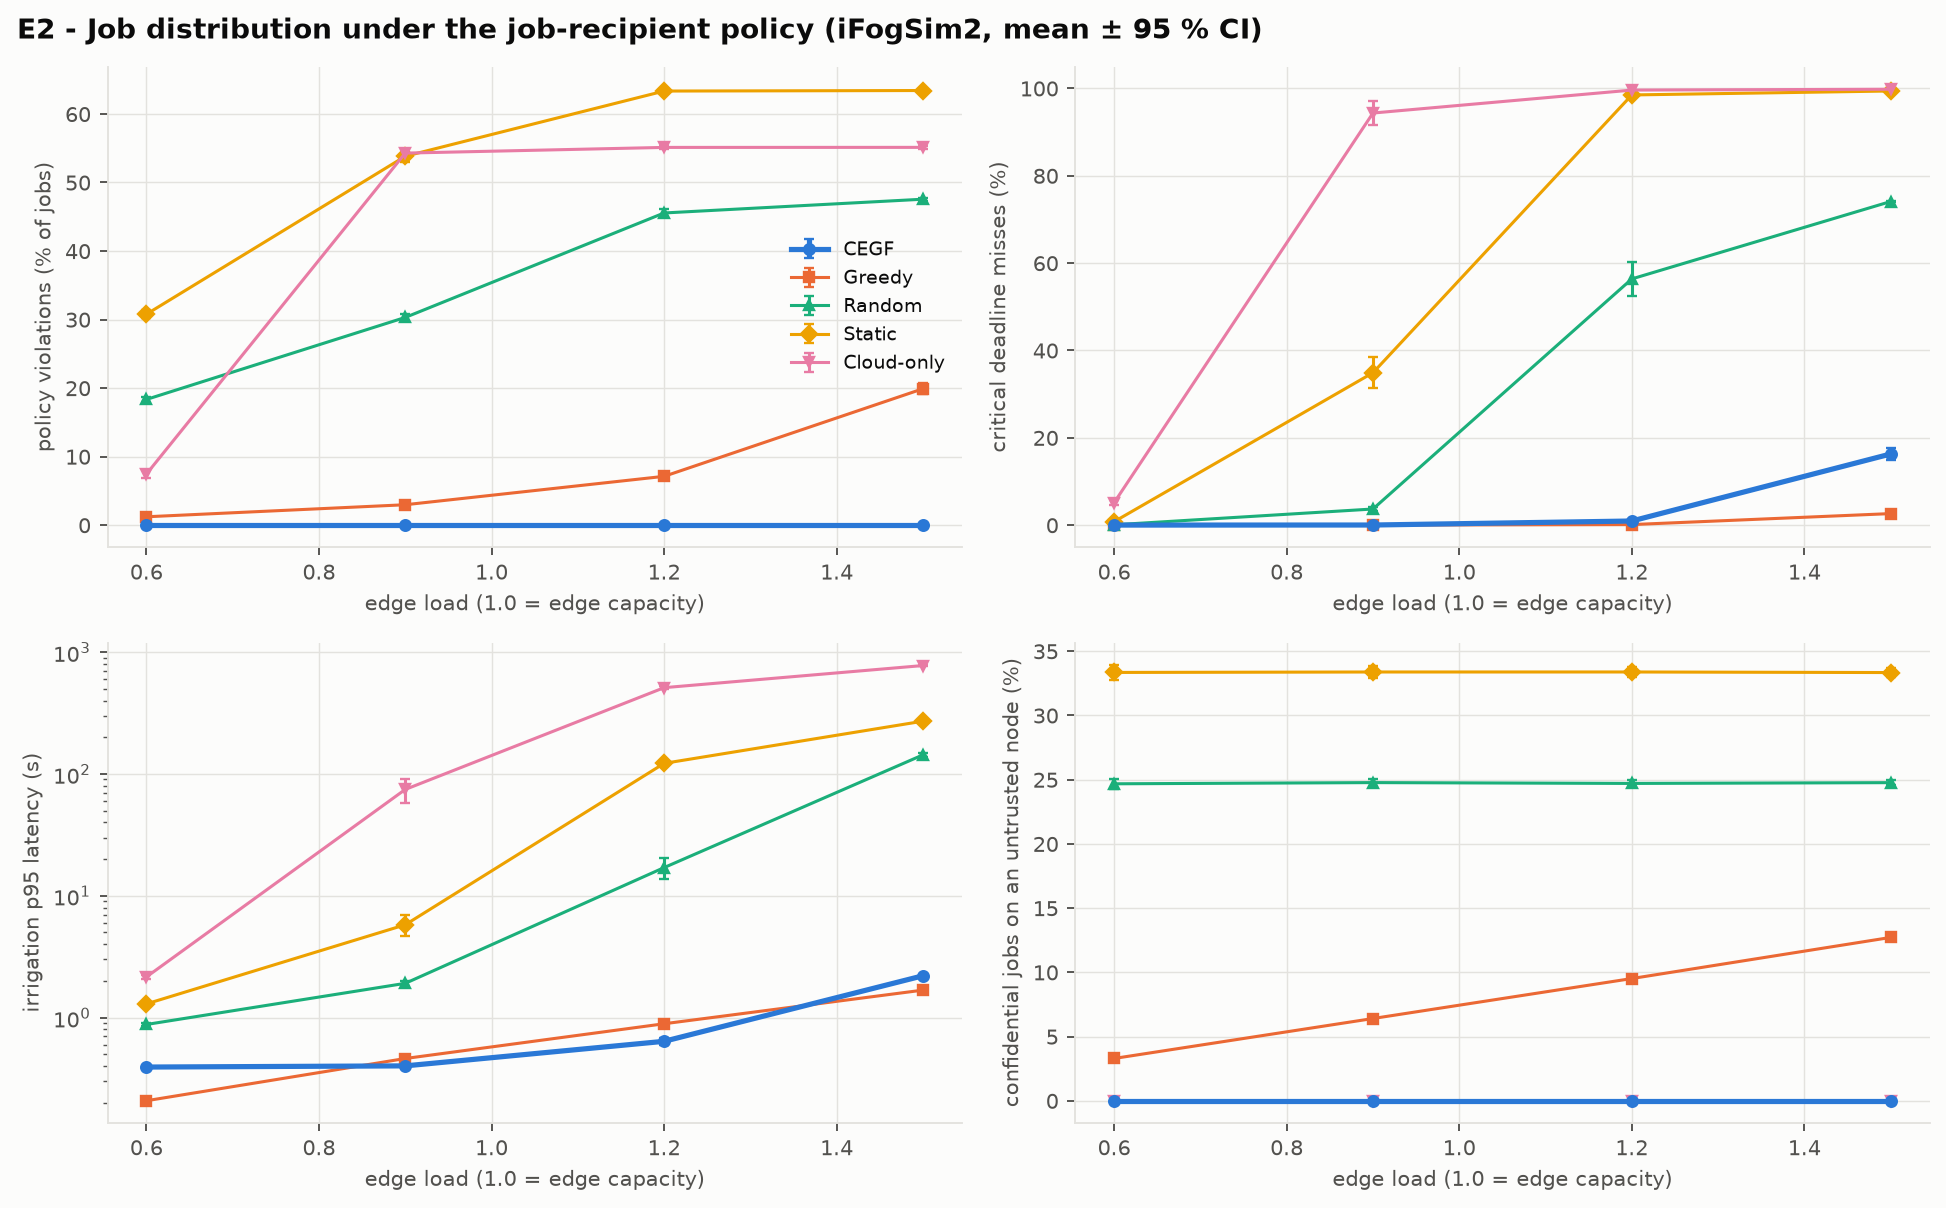 E2 - Job distribution under the job-recipient policy (iFogSim2, mean ± 95 % CI)
policy violations (% of jobs)
60
50
40
30
20
10
0
0.6 0.8 1.0 1.2 1.4
edge load (1.0 = edge capacity)
CEGF
Greedy
Random
Static
Cloud-only
critical deadline misses (%)
100
80
60
40
20
0
0.6 0.8 1.0 1.2 1.4
edge load (1.0 = edge capacity)
irrigation p95 latency (s)
10³
10²
10¹
10⁰
0.6 0.8 1.0 1.2 1.4
edge load (1.0 = edge capacity)
confidential jobs on an untrusted node (%)
35
30
25
20
15
10
5
0
0.6 0.8 1.0 1.2 1.4
edge load (1.0 = edge capacity)